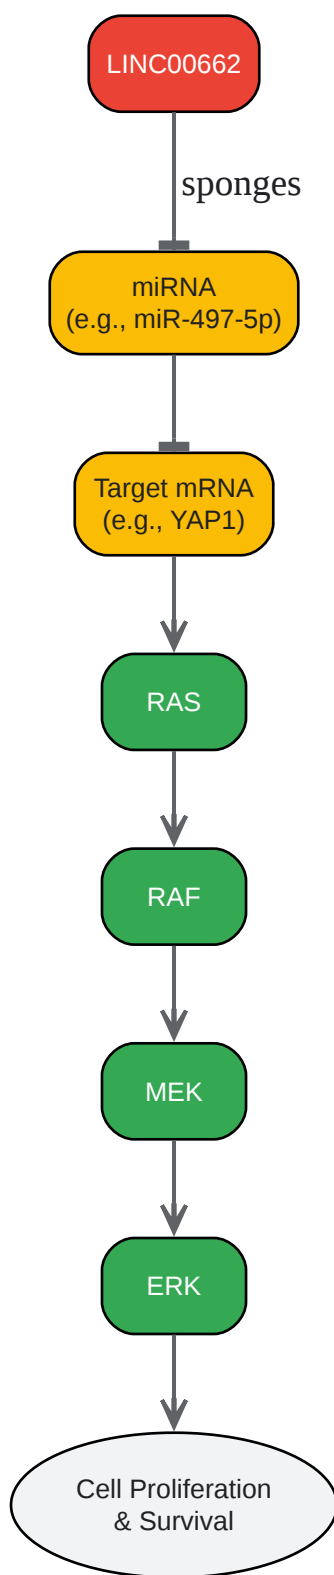 LINC00662
sponges
miRNA
(e.g., miR-497-5p)
Target mRNA
(e.g., YAP1)
RAS
RAF
MEK
ERK
Cell Proliferation
& Survival